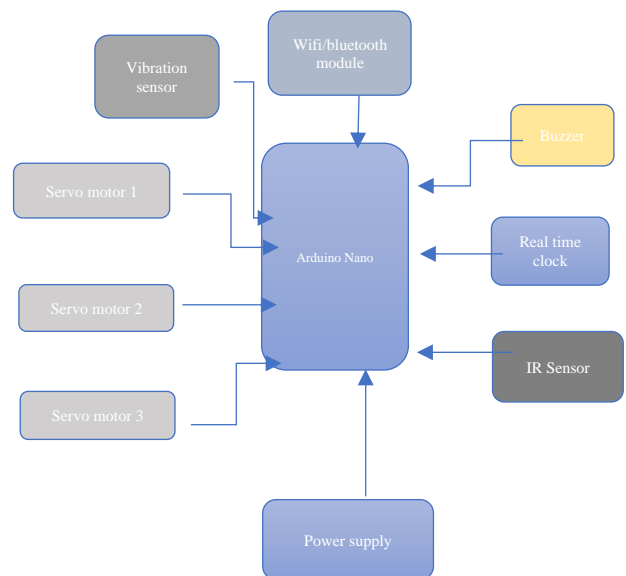 Wifi/bluetooth
module
Vibration
sensor
Buzzer
Servo motor 1
Real time
clock
Arduino Nano
Servo motor 2
IR Sensor
Servo motor 3
Power supply